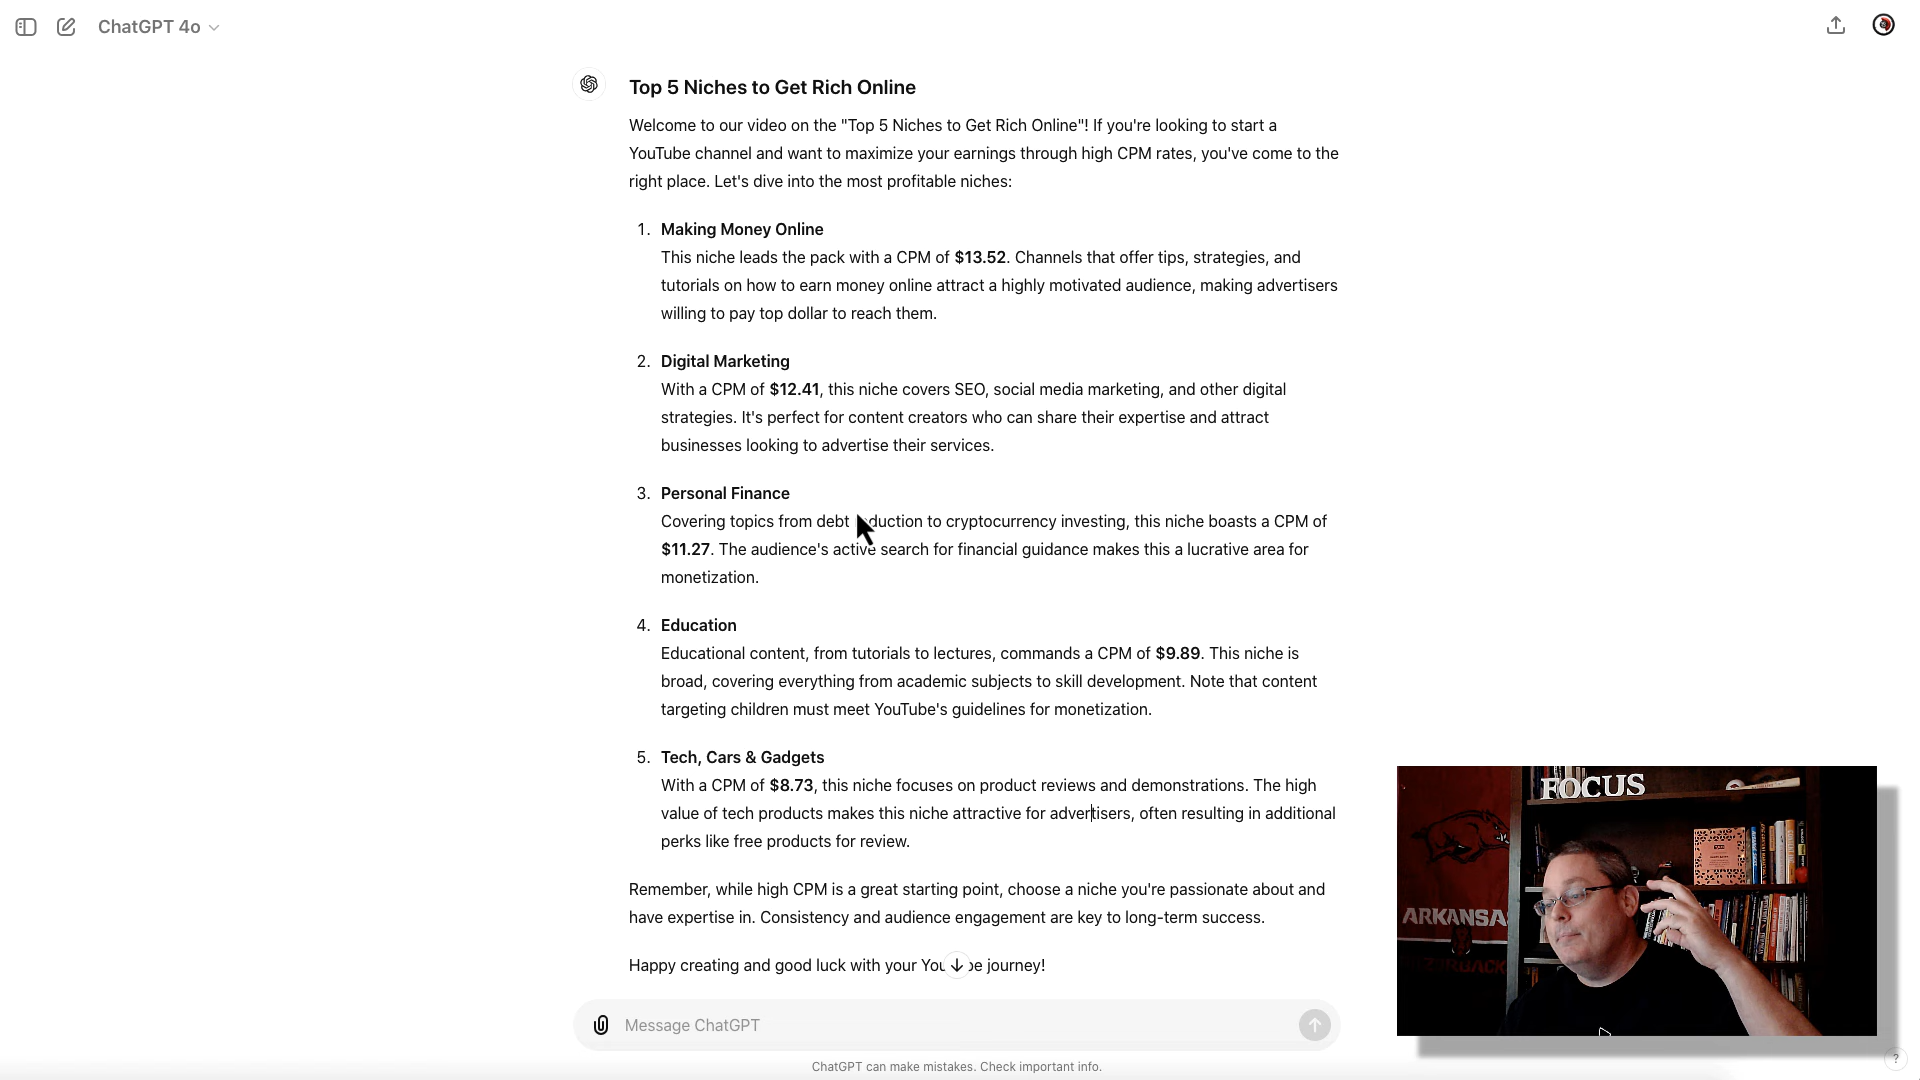 ChatGPT 4o
Top 5 Niches to Get Rich Online
Welcome to our video on the "Top 5 Niches to Get Rich Online"! If you're looking to start a
YouTube channel and want to maximize your earnings through high CPM rates, you've come to the
right place. Let's dive into the most profitable niches:
1. Making Money Online
This niche leads the pack with a CPM of $13.52. Channels that offer tips, strategies, and
tutorials on how to earn money online attract a highly motivated audience, making advertisers
willing to pay top dollar to reach them.
2. Digital Marketing
With a CPM of $12.41, this niche covers SEO, social media marketing, and other digital
strategies. It's perfect for content creators who can share their expertise and attract
businesses looking to advertise their services.
3. Personal Finance
Covering topics from debt reduction to cryptocurrency investing, this niche boasts a CPM of
$11.27. The audience's active search for financial guidance makes this a lucrative area for
monetization.
4. Education
Educational content, from tutorials to lectures, commands a CPM of $9.89. This niche is
broad, covering everything from academic subjects to skill development. Note that content
targeting children must meet YouTube's guidelines for monetization.
5. Tech, Cars & Gadgets
With a CPM of $8.73, this niche focuses on product reviews and demonstrations. The high
value of tech products makes this niche attractive for advertisers, often resulting in additional
perks like free products for review.
Remember, while high CPM is a great starting point, choose a niche you're passionate about and
have expertise in. Consistency and audience engagement are key to long-term success.
Happy creating and good luck with your YouTube journey!
Message ChatGPT
ChatGPT can make mistakes. Check important info.
?
FOCUS
ARKANSAS